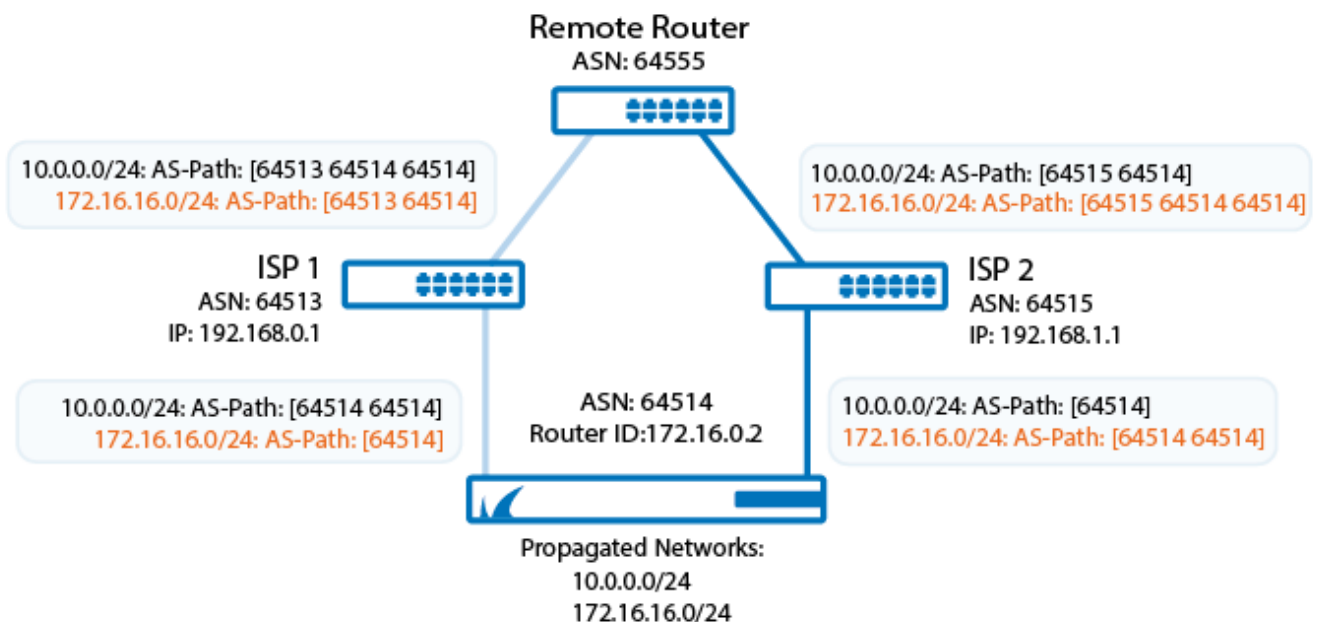 Remote Router
ASN: 64555
10.0.0.0/24: AS-Path: [64513 64514 64514]
172.16.16.0/24: AS-Path: [64513 64514]
10.0.0.0/24: AS-Path: [64515 64514]
172.16.16.0/24: AS-Path: [64515 64514 64514]
ISP 1
ASN: 64513
IP: 192.168.0.1
ISP 2
ASN: 64515
IP: 192.168.1.1
10.0.0.0/24: AS-Path: [64514 64514]
172.16.16.0/24: AS-Path: [64514]
ASN: 64514
Router ID:172.16.0.2
10.0.0.0/24: AS-Path: [64514]
172.16.16.0/24: AS-Path: [64514 64514]
Propagated Networks:
10.0.0.0/24
172.16.16.0/24